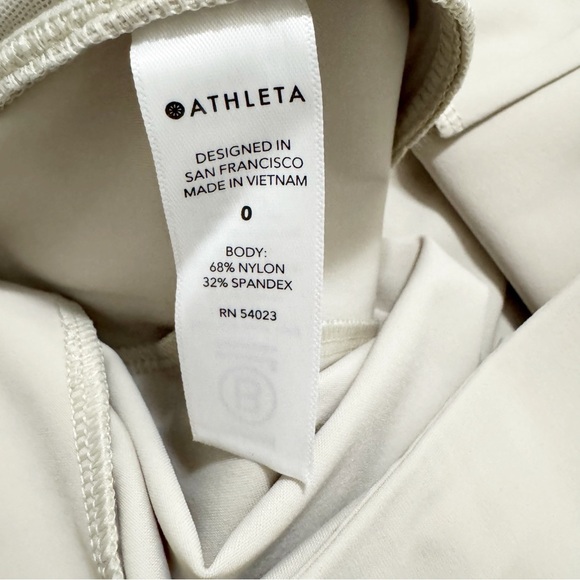 ATHLETA
DESIGNED IN
SAN FRANCISCO
MADE IN VIETNAM
0
BODY:
68% NYLON
32% SPANDEX
RN 54023